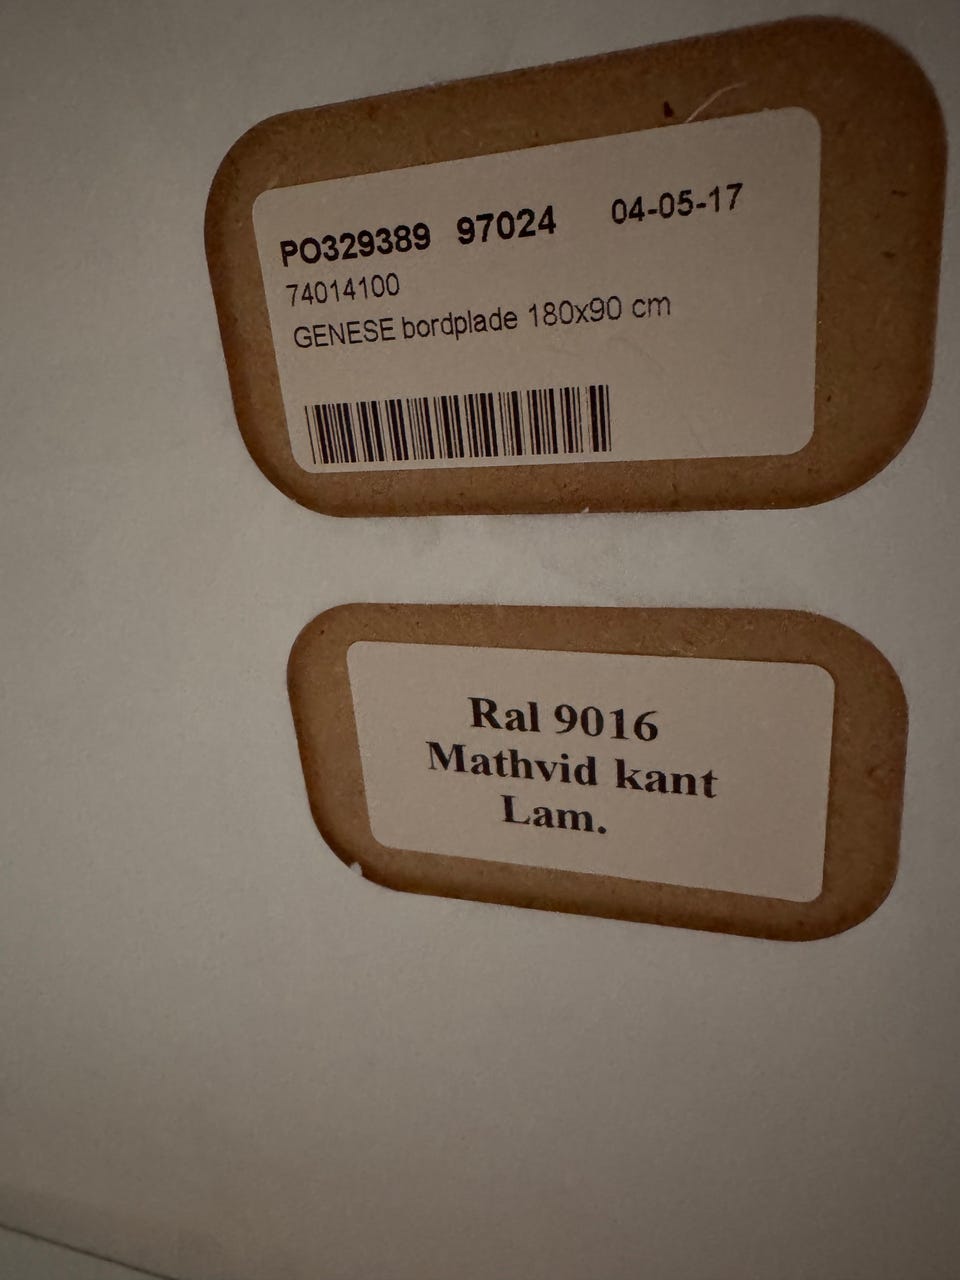 PO329389 97024 04-05-17
74014100
GENESE bordplade 180x90 cm
Ral 9016
Mathvid kant
Lam.